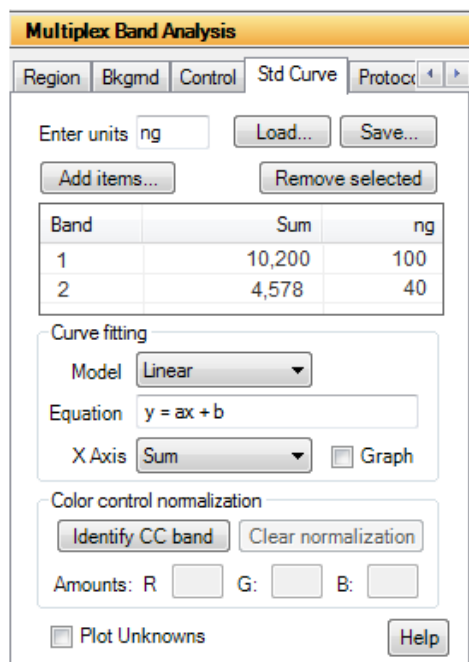 Multiplex Band Analysis
Region Bkgrnd Control Std Curve Protoco
Enter units ng Load... Save...
Add items... Remove selected
Band Sum ng
1 10,200 100
2 4,578 40
Curve fitting
Model Linear
Equation y = ax + b
X Axis Sum Graph
Color control normalization
Identify CC band Clear normalization
Amounts: R G: B:
Plot Unknowns Help